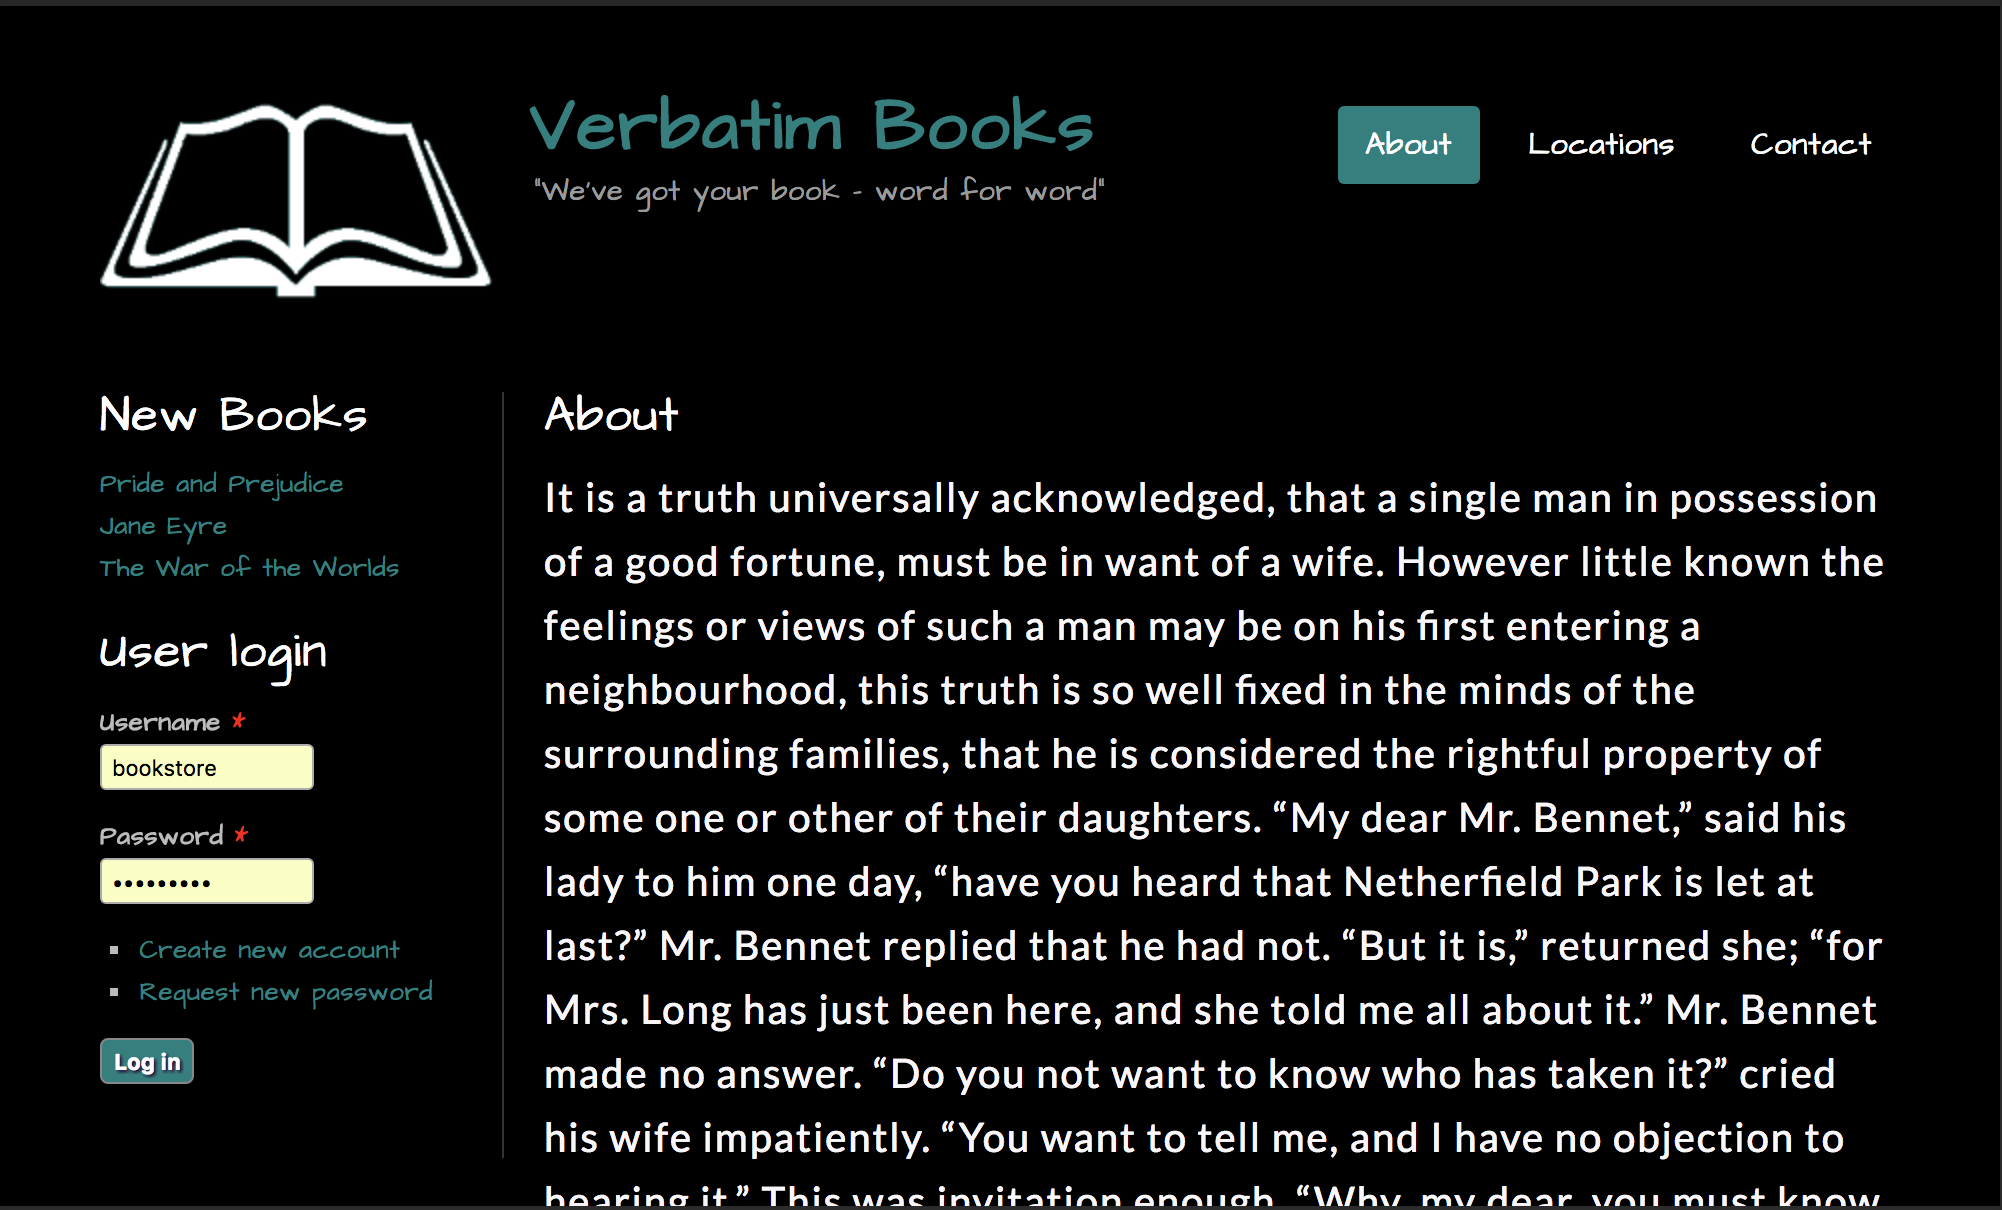 Verbatim Books
"We've got your book - word for word"
About
Locations
Contact
New Books
Pride and Prejudice
Jane Eyre
The War of the Worlds
User login
Username *
bookstore
Password *
•••••••••
Create new account
Request new password
Log in
About
It is a truth universally acknowledged, that a single man in possession
of a good fortune, must be in want of a wife. However little known the
feelings or views of such a man may be on his first entering a
neighbourhood, this truth is so well fixed in the minds of the
surrounding families, that he is considered the rightful property of
some one or other of their daughters. “My dear Mr. Bennet,” said his
lady to him one day, “have you heard that Netherfield Park is let at
last?” Mr. Bennet replied that he had not. “But it is,” returned she; “for
Mrs. Long has just been here, and she told me all about it.” Mr. Bennet
made no answer. “Do you not want to know who has taken it?” cried
his wife impatiently. “You want to tell me, and I have no objection to
hearing it.” This was invitation enough. “Why, my dear, you must know